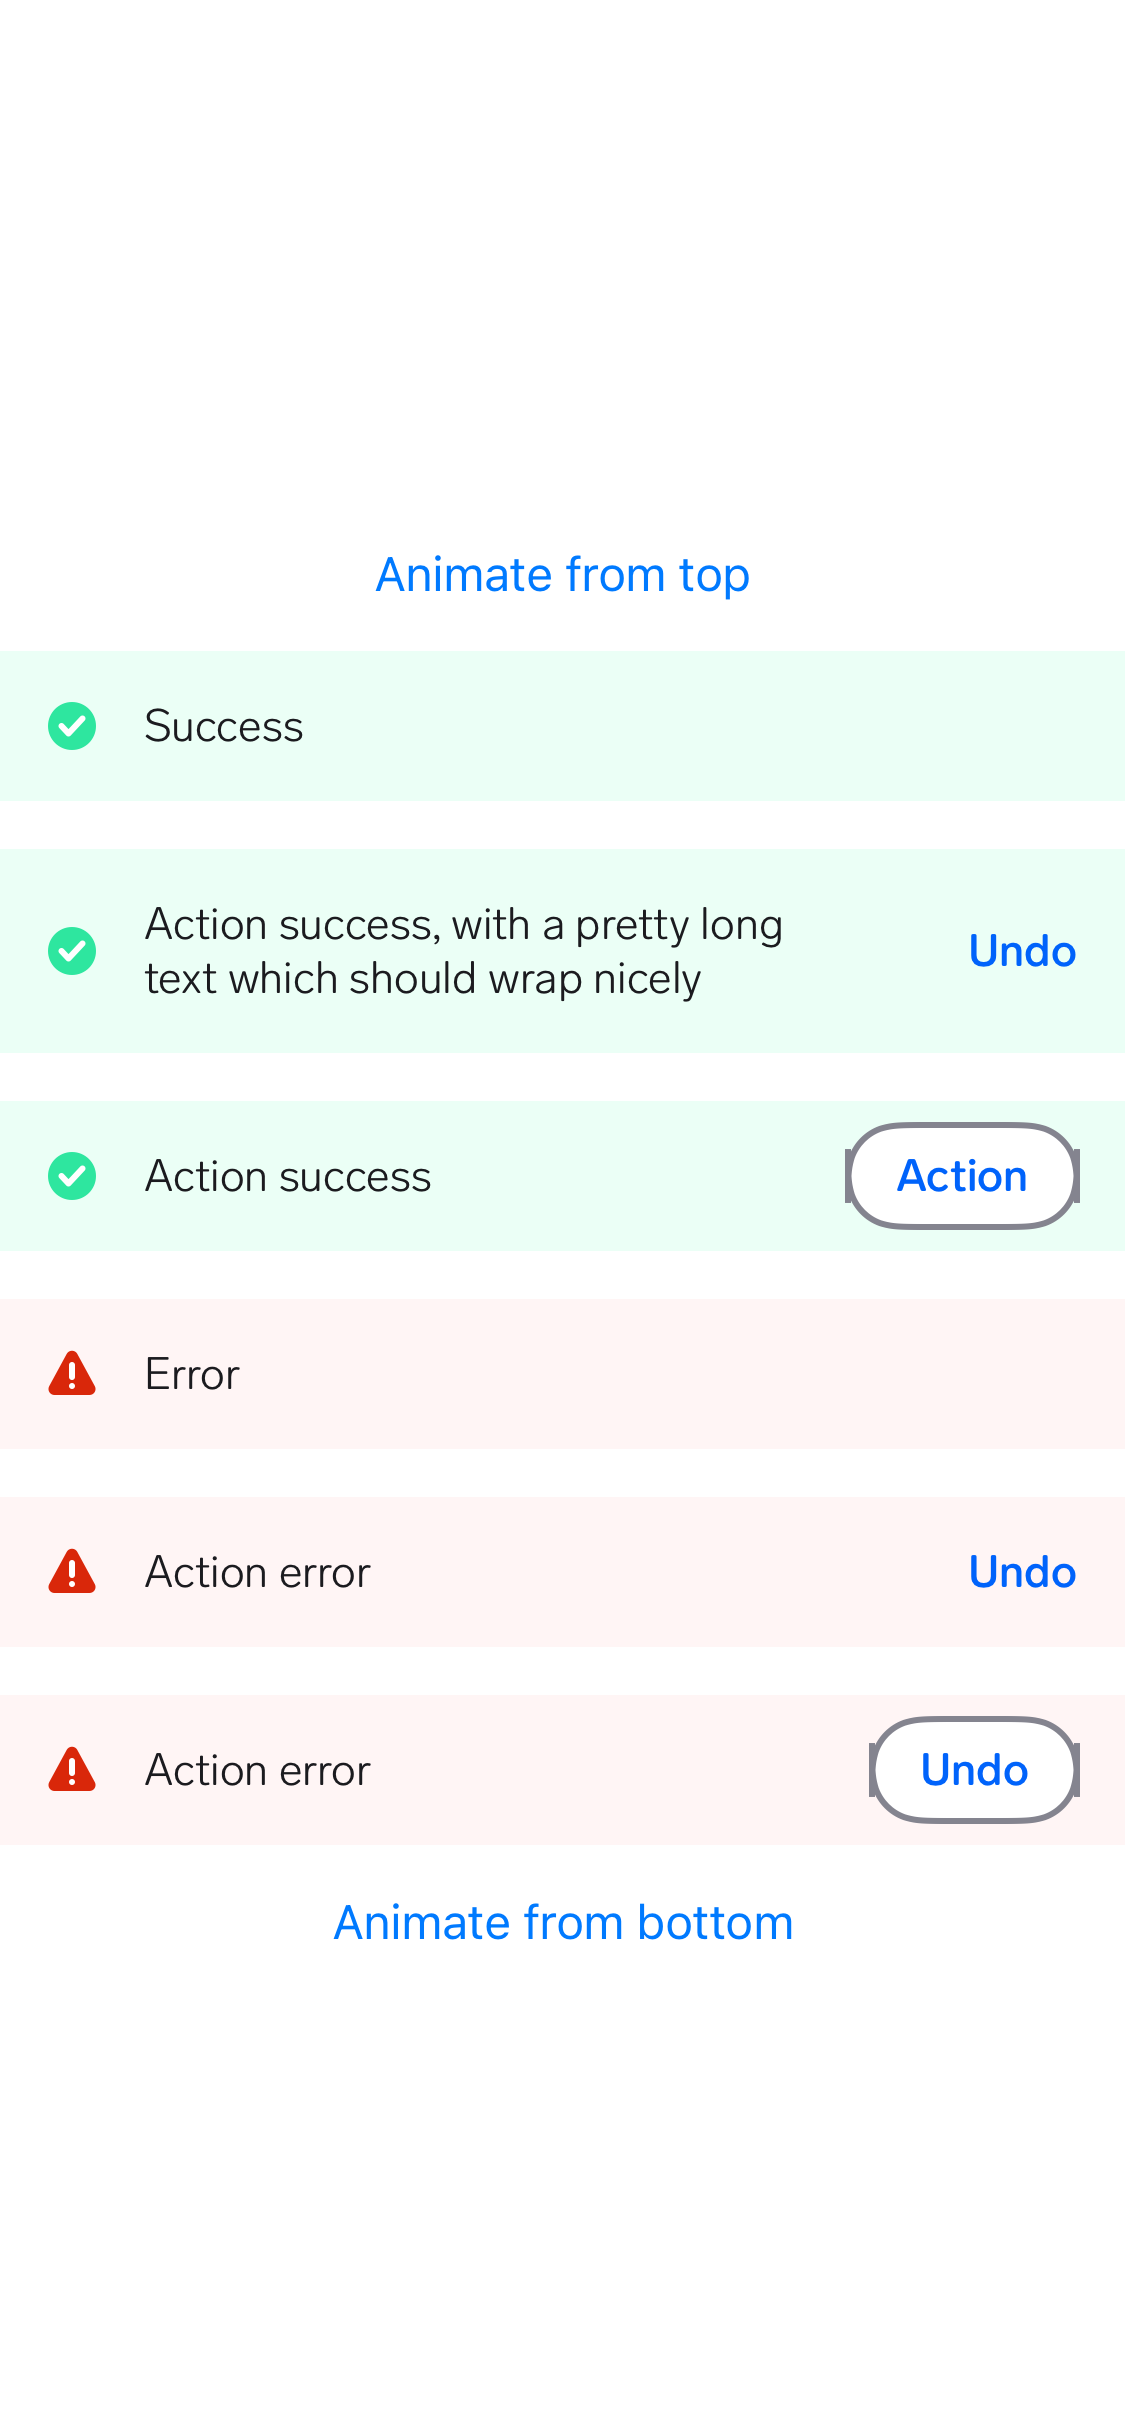 Animate from top
Success
Action success, with a pretty long
text which should wrap nicely
Undo
Action success
Action
Error
Action error
Undo
Action error
Undo
Animate from bottom